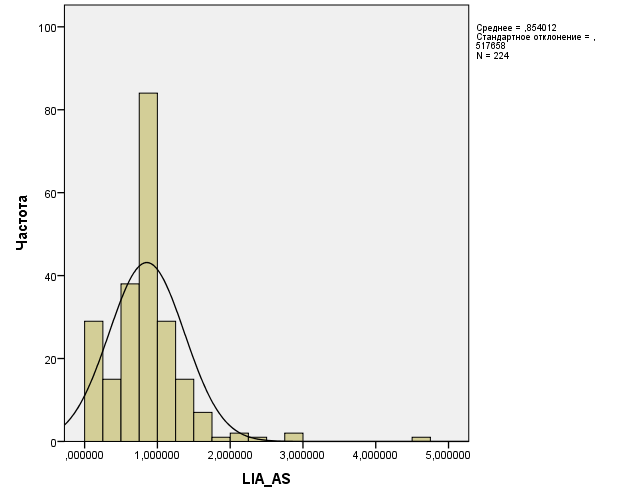 100
80
60
40
20
0
Частота
,000000 1,000000 2,000000 3,000000 4,000000 5,000000
LIA_AS
Среднее = ,854012
Стандартное отклонение = ,
517658
N = 224